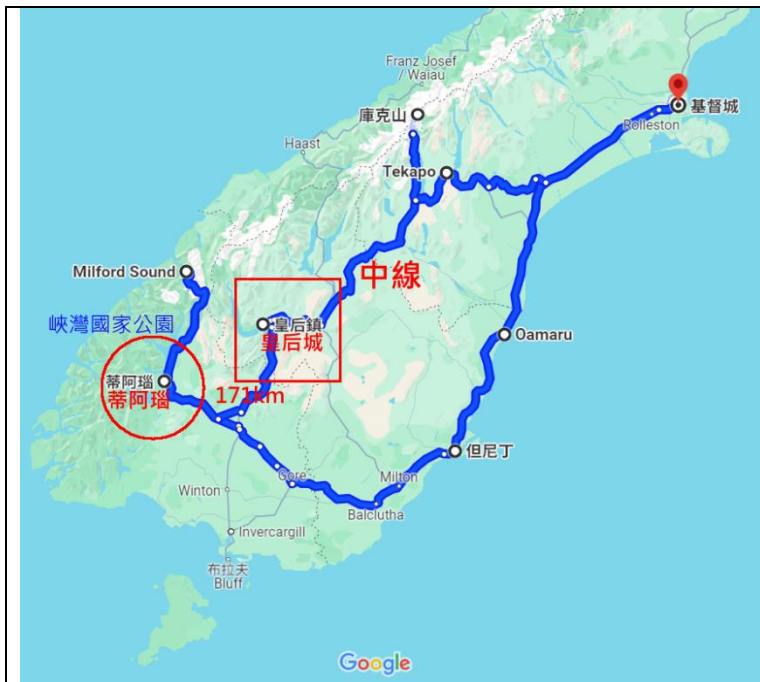 Franz Josef
/ Waiau
庫克山
基督城
Rolleston
Haast
Tekapo
中線
Milford Sound
峽灣國家公園
皇后鎮
皇后城
Oamaru
蒂阿瑙
蒂阿瑙
171km
但尼丁
Milton
Gore
Winton
Balclutha
Invercargill
布拉夫
Bluff
Google